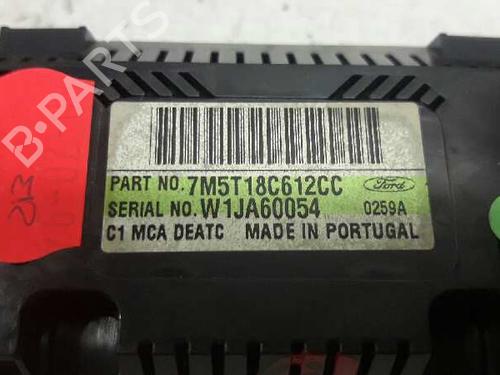 B-PARTS
PART NO. 7M5T18C612CC Ford
SERIAL NO. W1JA60054 0259A
C1 MCA DEATC MADE IN PORTUGAL